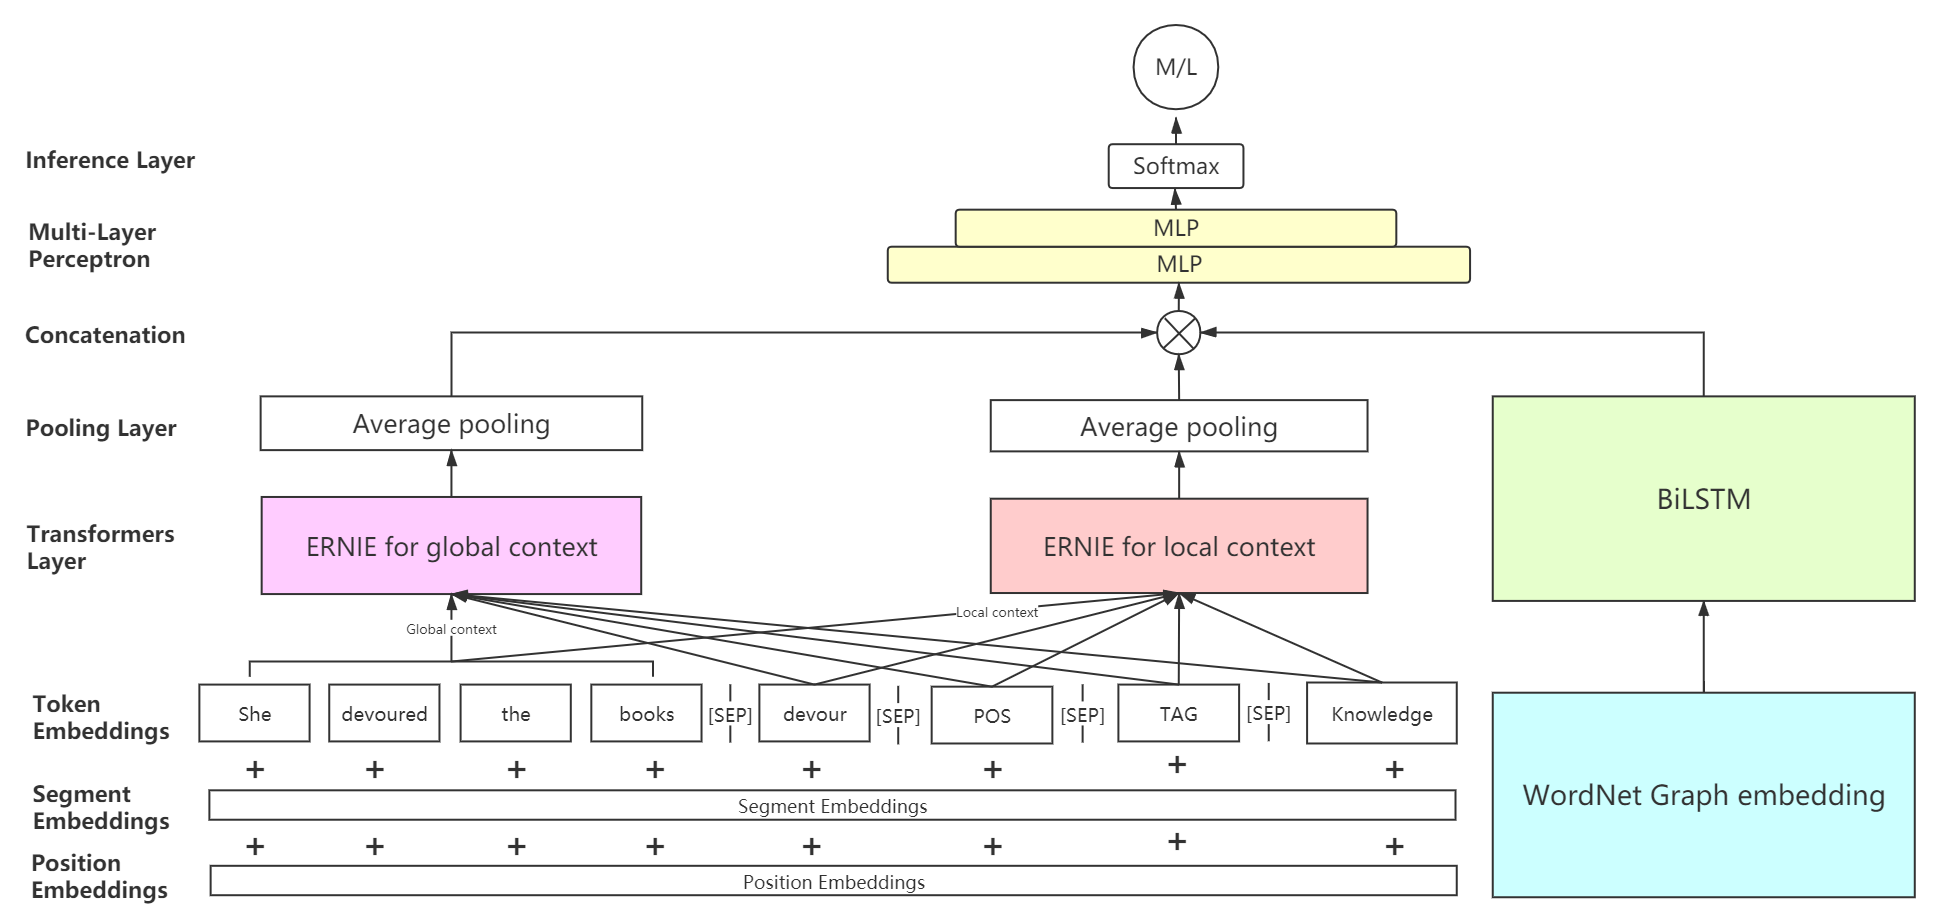 M/L
Inference Layer
Softmax
Multi-Layer
Perceptron
MLP
MLP
Concatenation
Pooling Layer
Average pooling
Average pooling
BiLSTM
Transformers
Layer
ERNIE for global context
ERNIE for local context
Global context
Local context
Token
Embeddings
She
devoured
the
books
[SEP]
devour
[SEP]
POS
[SEP]
TAG
[SEP]
Knowledge
+ + + + + + + +
Segment
Embeddings
Segment Embeddings
+ + + + + + + +
Position
Embeddings
Position Embeddings
WordNet Graph embedding